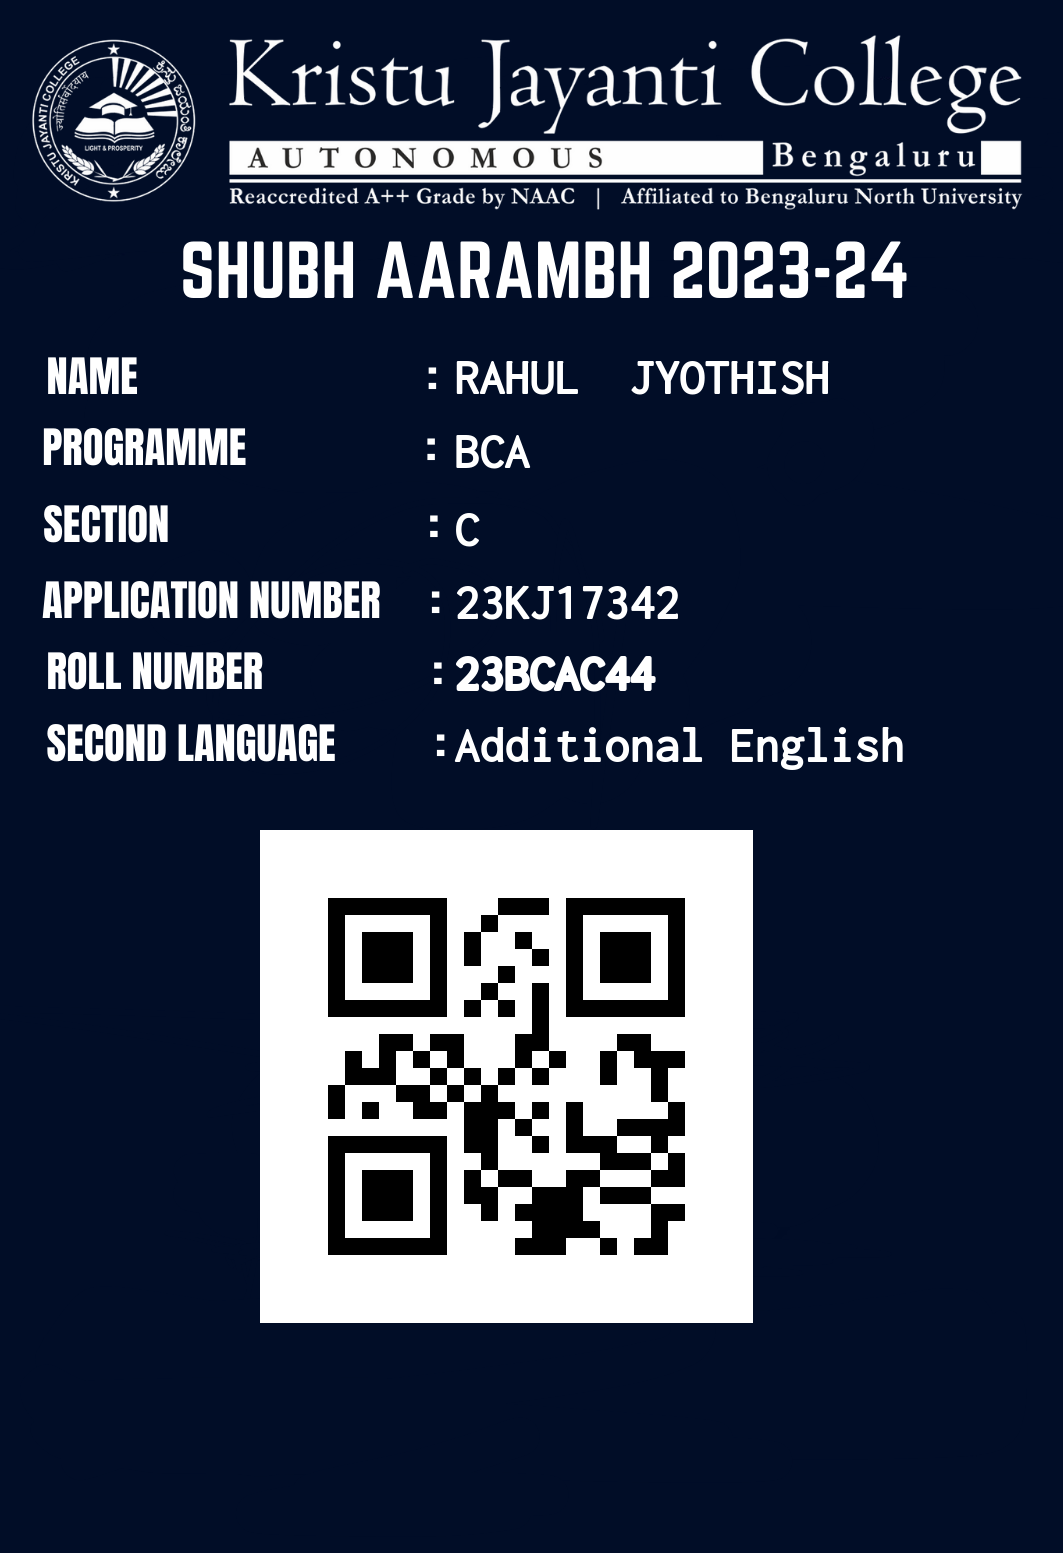 Kristu Jayanti College
AUTONOMOUS Bengaluru
Reaccredited A++ Grade by NAAC | Affiliated to Bengaluru North University
KRISTU JAYANTI COLLEGE
LIGHT & PROSPERITY
SHUBH AARAMBH 2023-24
NAME : RAHUL JYOTHISH
PROGRAMME : BCA
SECTION : C
APPLICATION NUMBER : 23KJ17342
ROLL NUMBER : 23BCAC44
SECOND LANGUAGE : Additional English